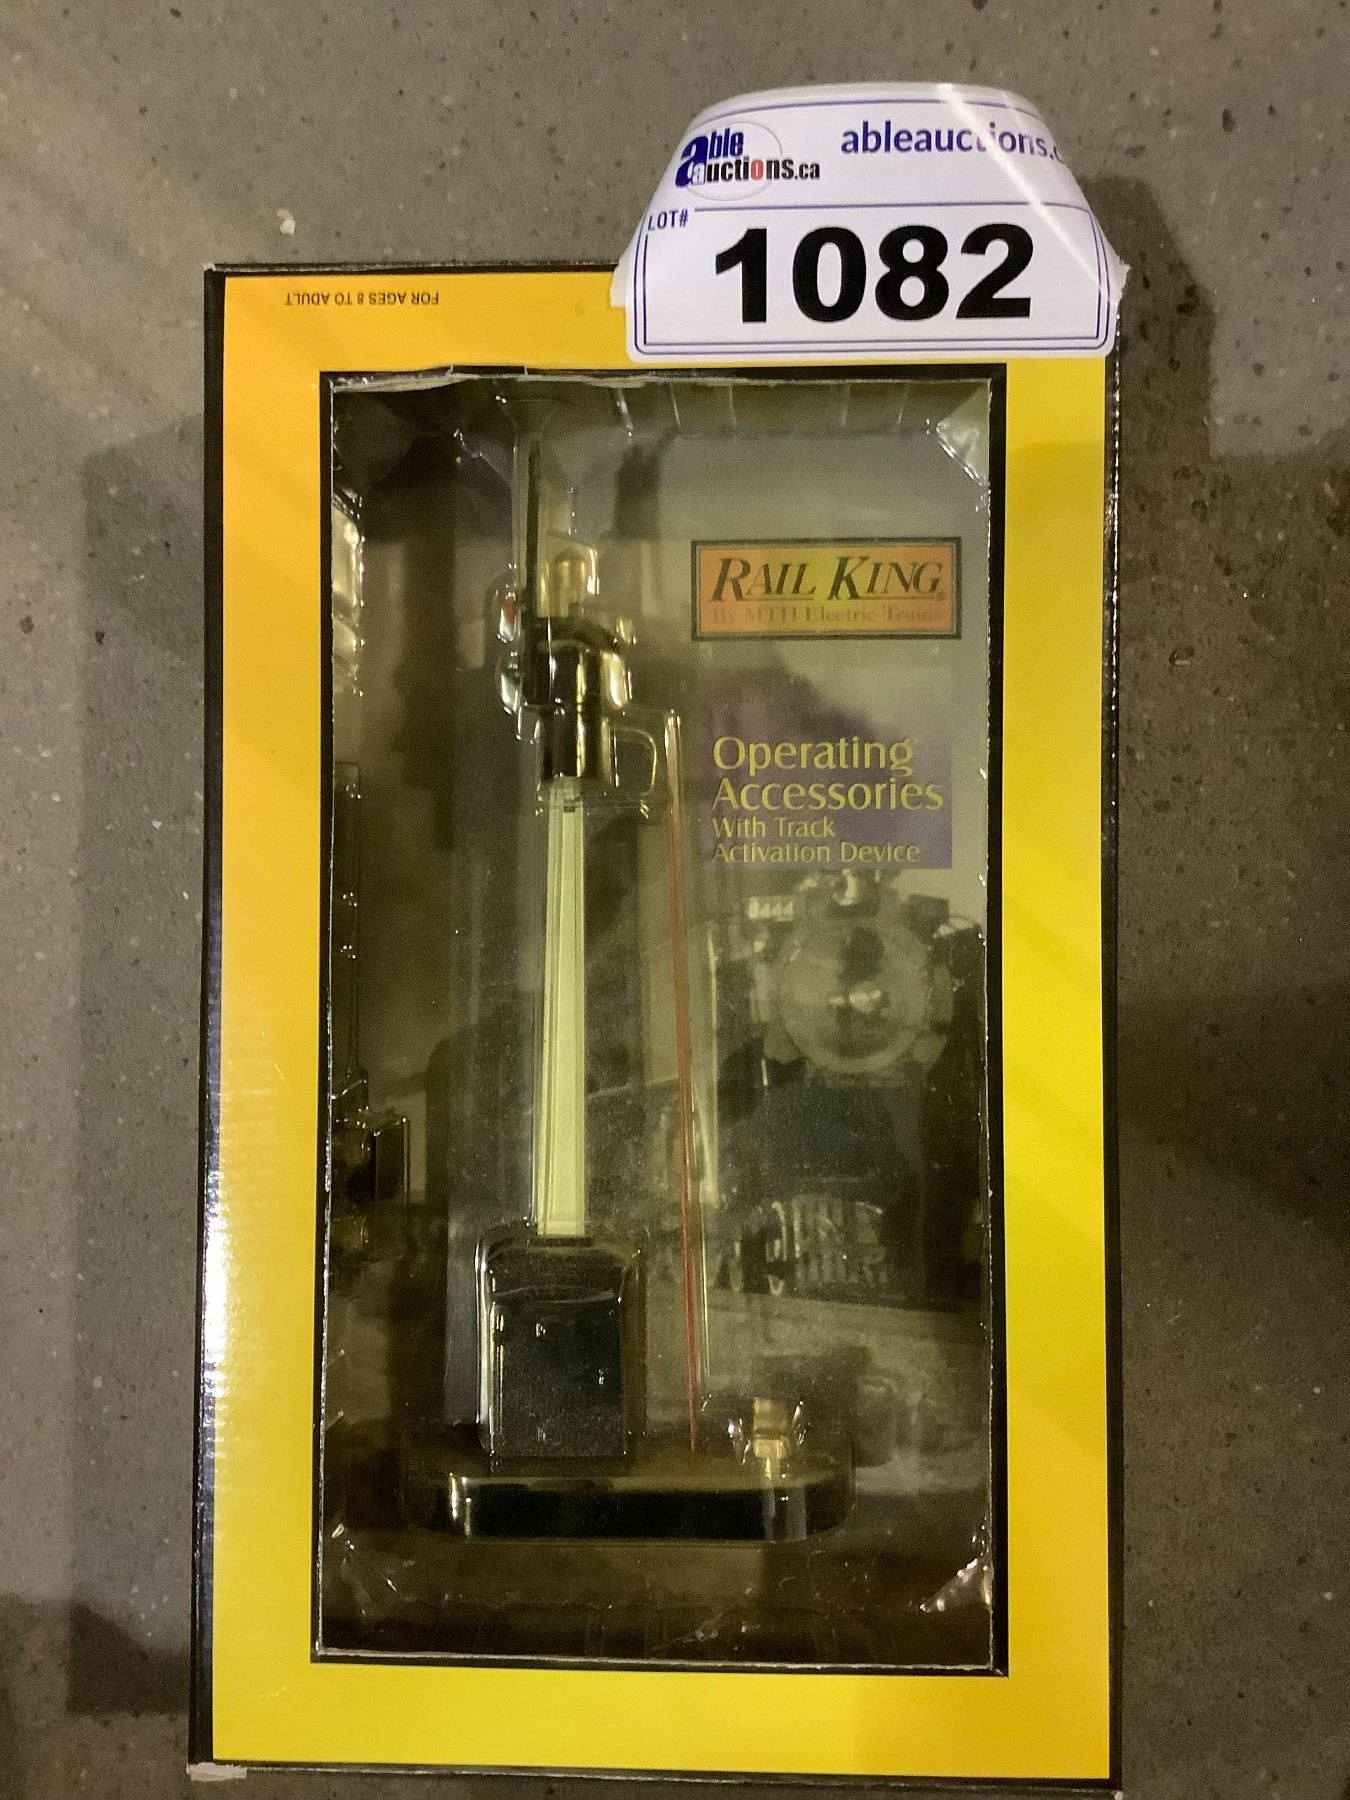 able auctions.ca
ableauctions.c
LOT#
1082
FOR AGES 8 TO ADULT
RAIL KING®
By MTH Electric Trains
Operating
Accessories
With Track
Activation Device
8444